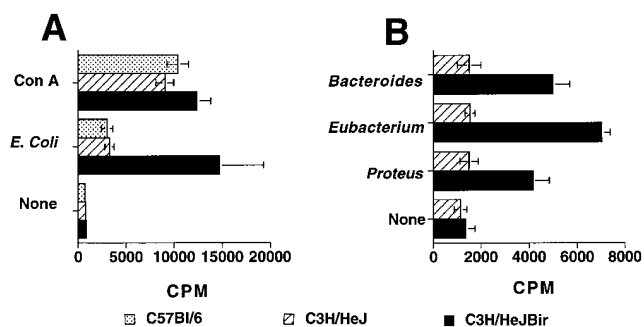 A
B
Con A
E. Coli
None
0 5000 10000 15000 20000
CPM
Bacteroides
Eubacterium
Proteus
None
0 2000 4000 6000 8000
CPM
C57Bl/6 C3H/HeJ C3H/HeJBir